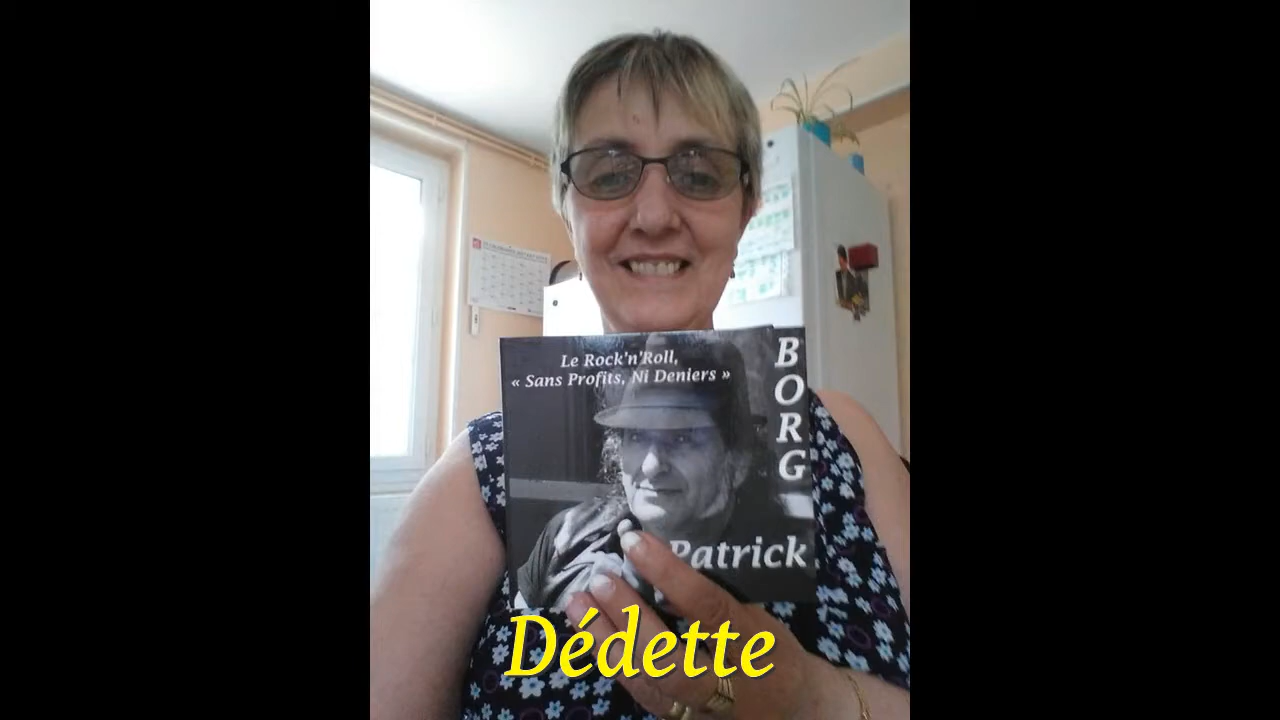 Le Rock'n'Roll,
« Sans Profits, Ni Deniers »
BORG
Patrick
Dédette